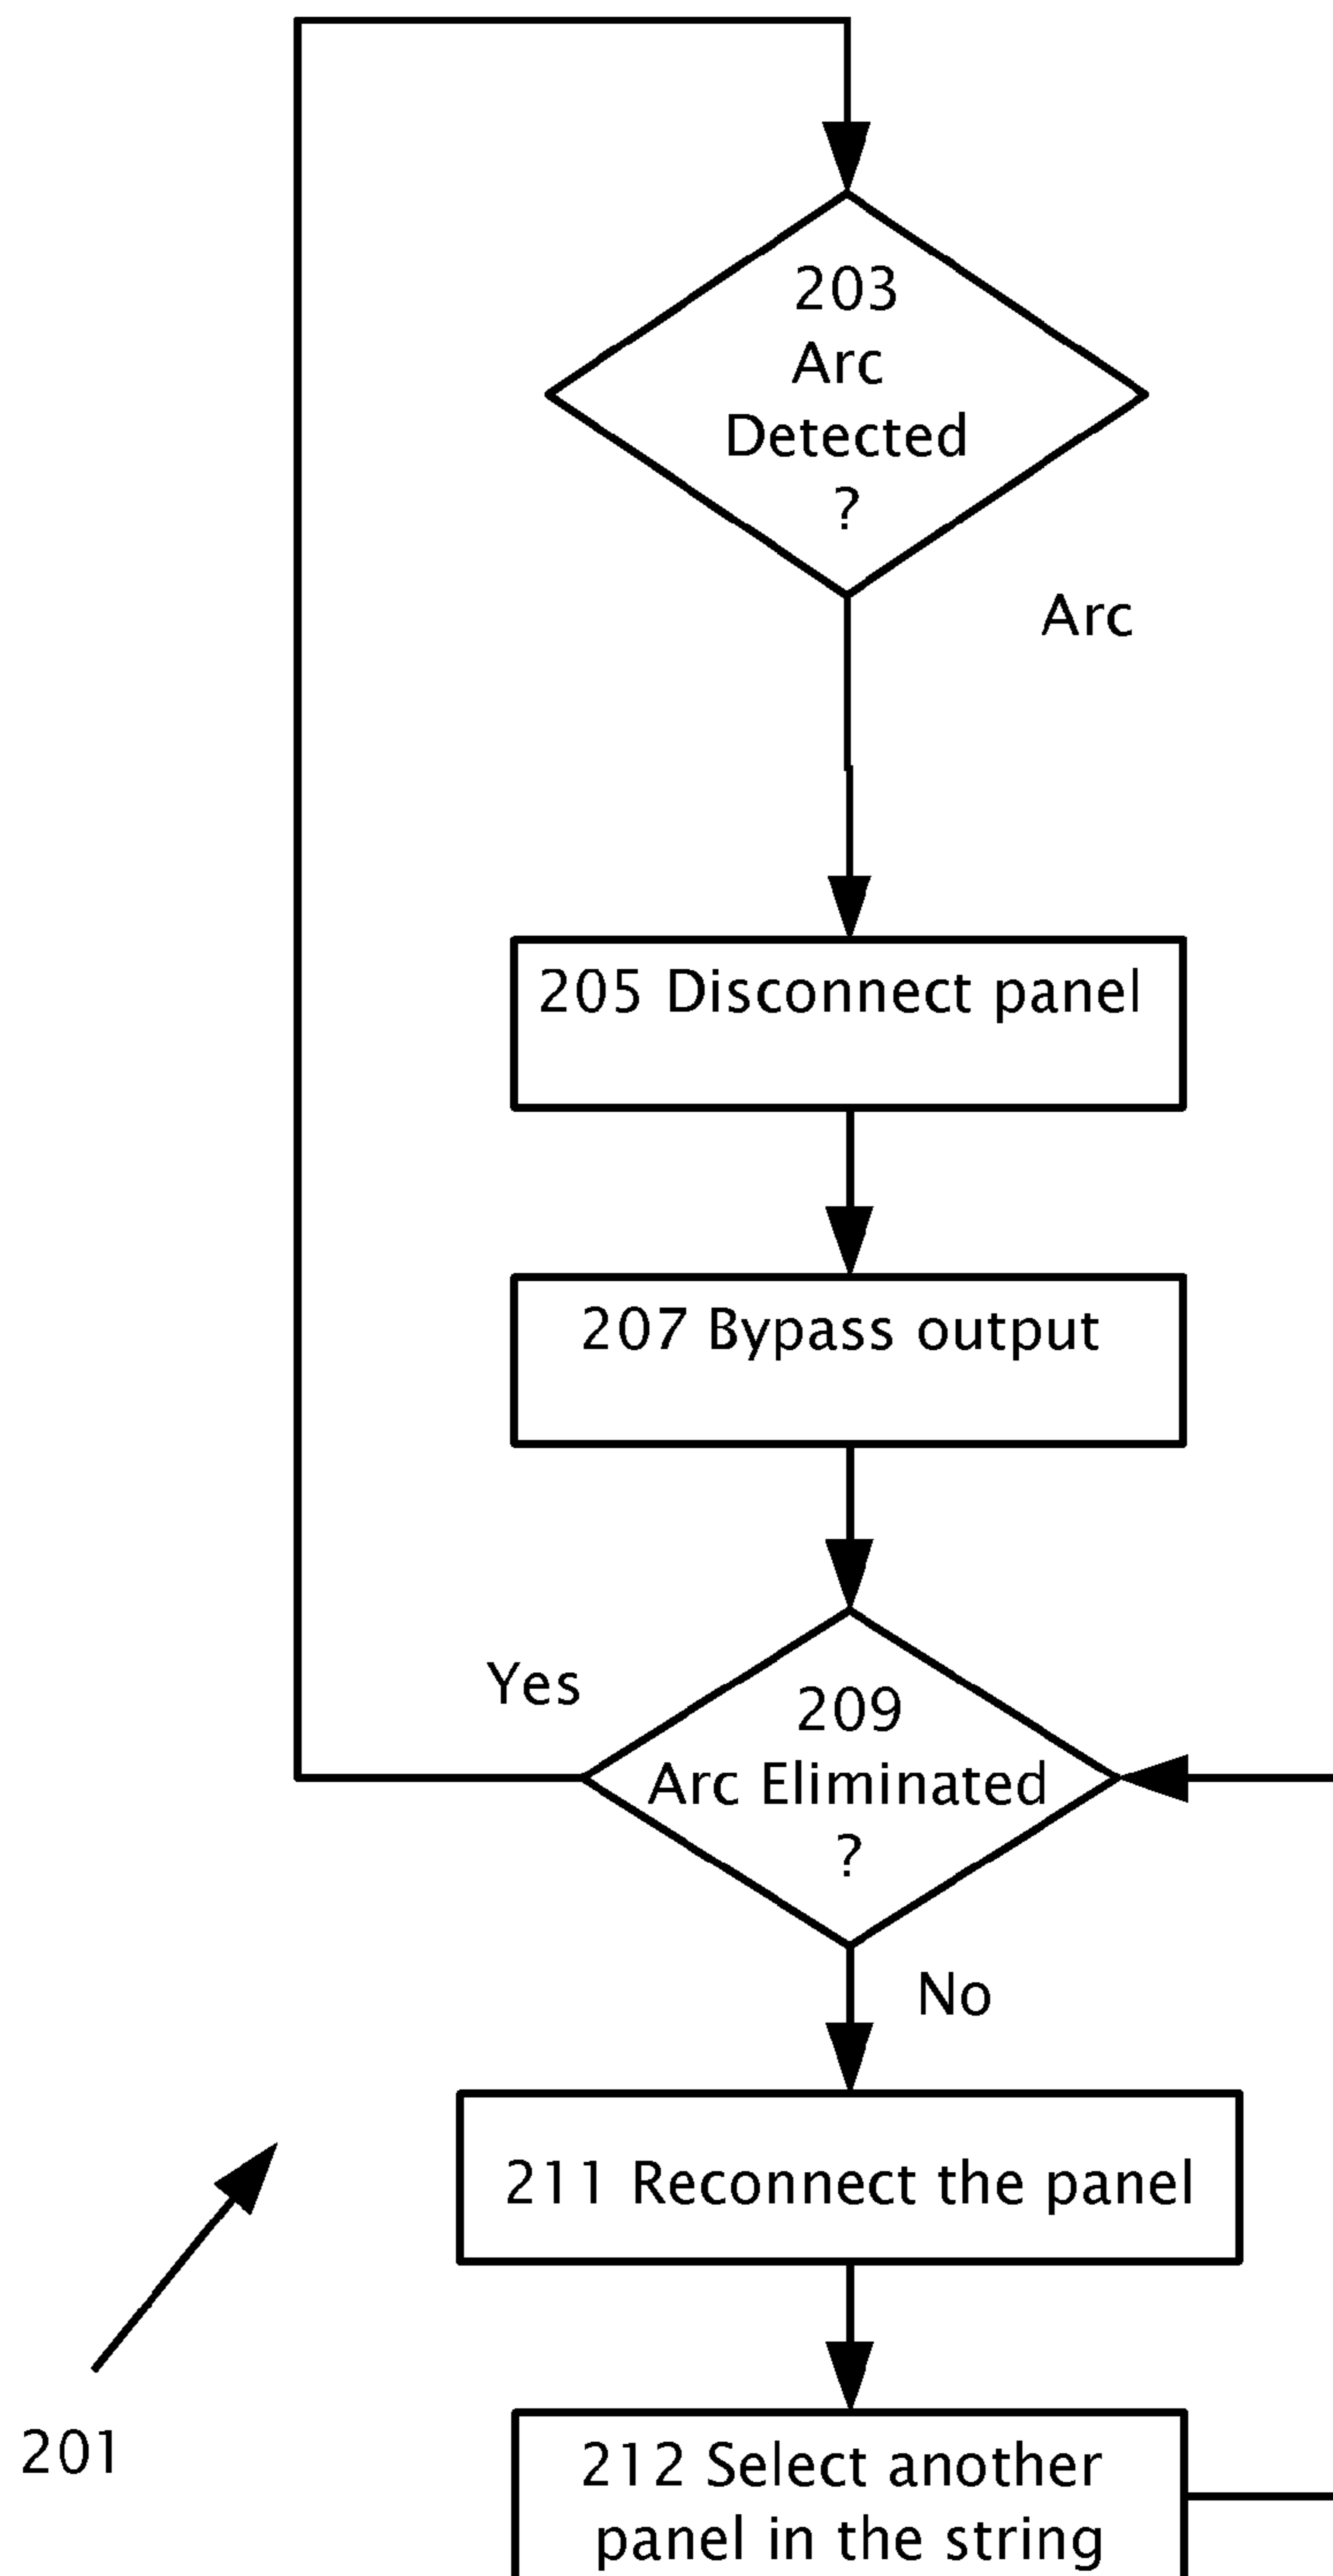 203
Arc
Detected
?
Arc
205 Disconnect panel
207 Bypass output
Yes
209
Arc Eliminated
?
No
211 Reconnect the panel
201
212 Select another
panel in the string